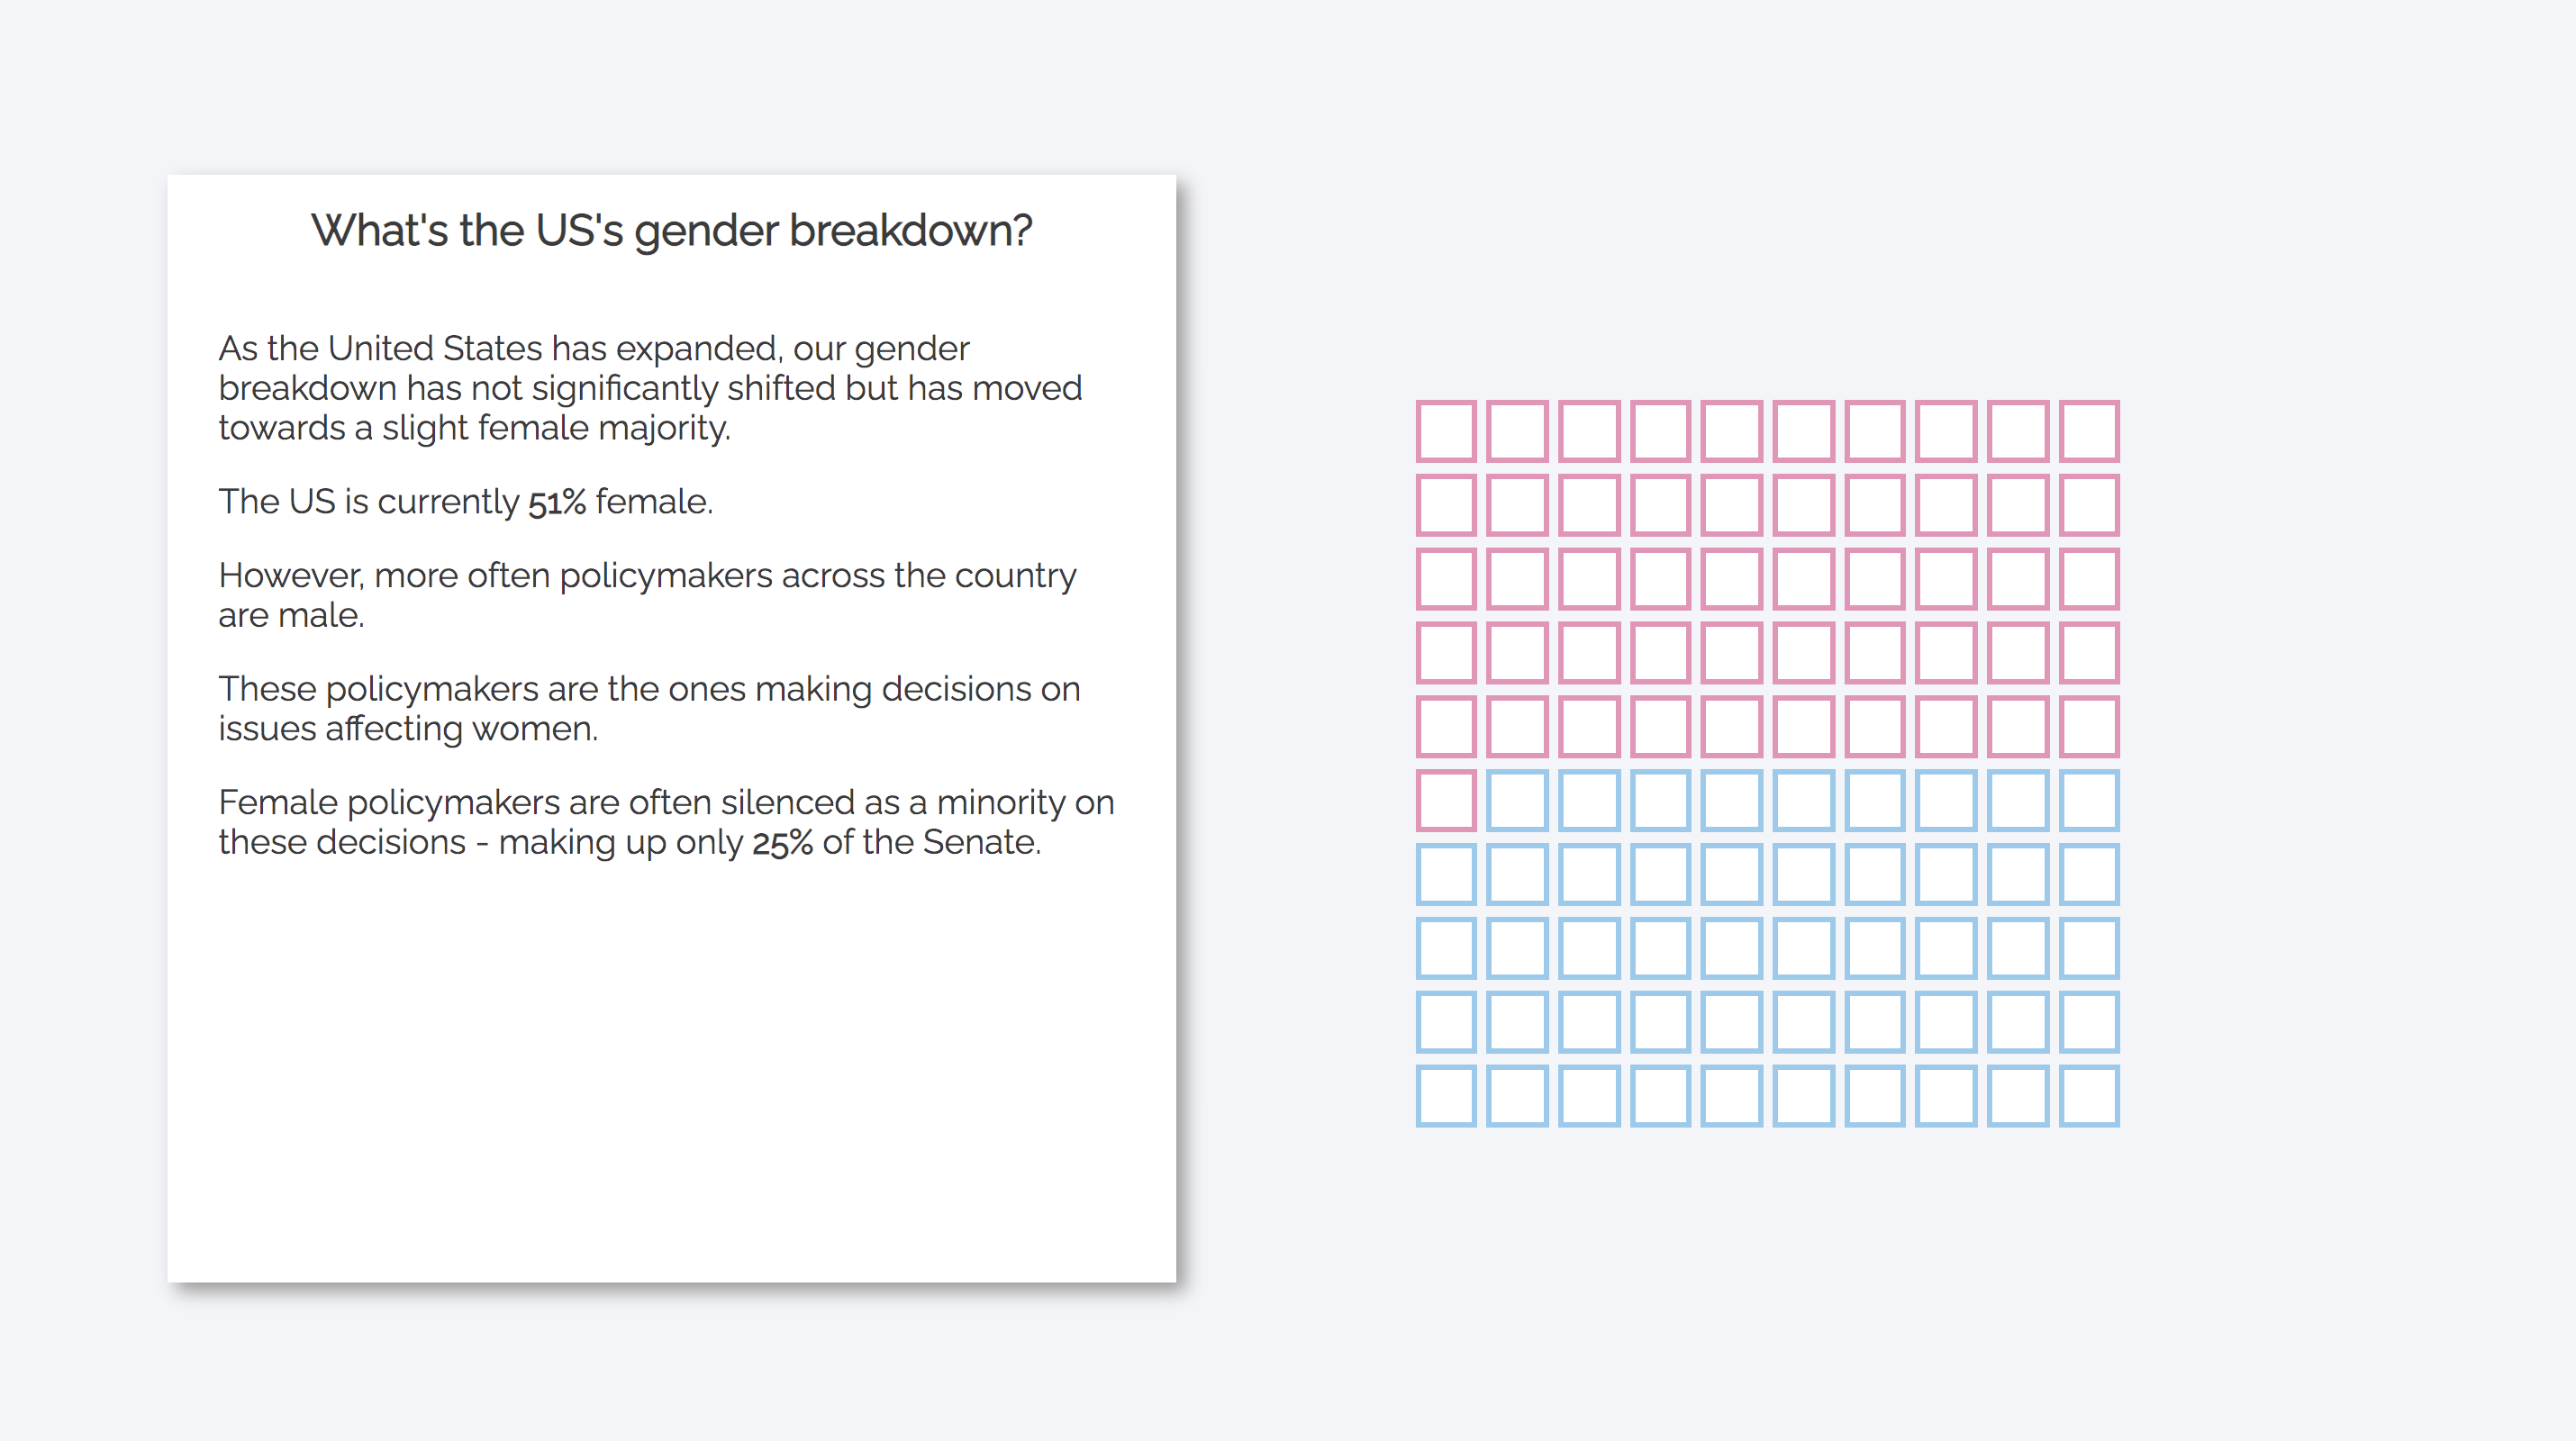 What's the US's gender breakdown?
As the United States has expanded, our gender
breakdown has not significantly shifted but has moved
towards a slight female majority.
The US is currently 51% female.
However, more often policymakers across the country
are male.
These policymakers are the ones making decisions on
issues affecting women.
Female policymakers are often silenced as a minority on
these decisions - making up only 25% of the Senate.